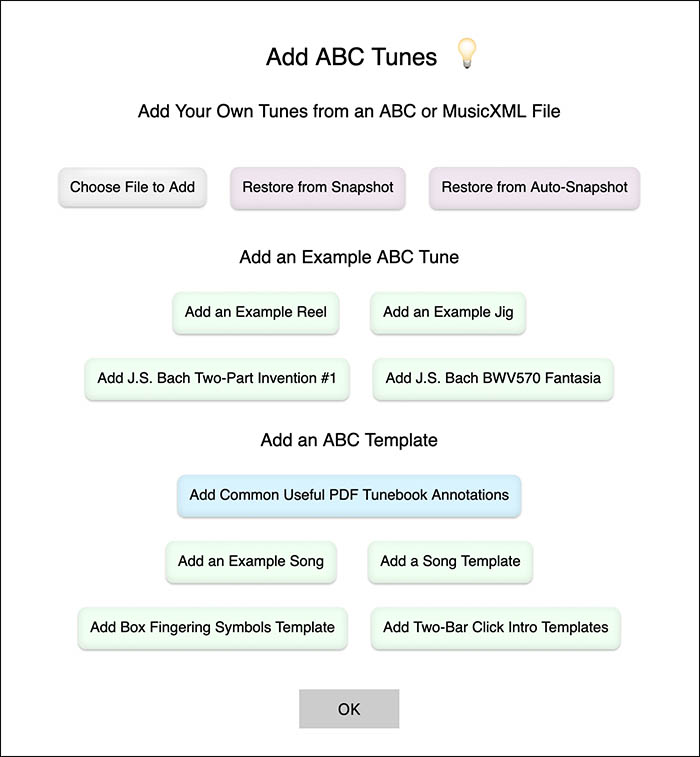 Add ABC Tunes
Add Your Own Tunes from an ABC or MusicXML File
Choose File to Add
Restore from Snapshot
Restore from Auto-Snapshot
Add an Example ABC Tune
Add an Example Reel
Add an Example Jig
Add J.S. Bach Two-Part Invention #1
Add J.S. Bach BWV570 Fantasia
Add an ABC Template
Add Common Useful PDF Tunebook Annotations
Add an Example Song
Add a Song Template
Add Box Fingering Symbols Template
Add Two-Bar Click Intro Templates
OK